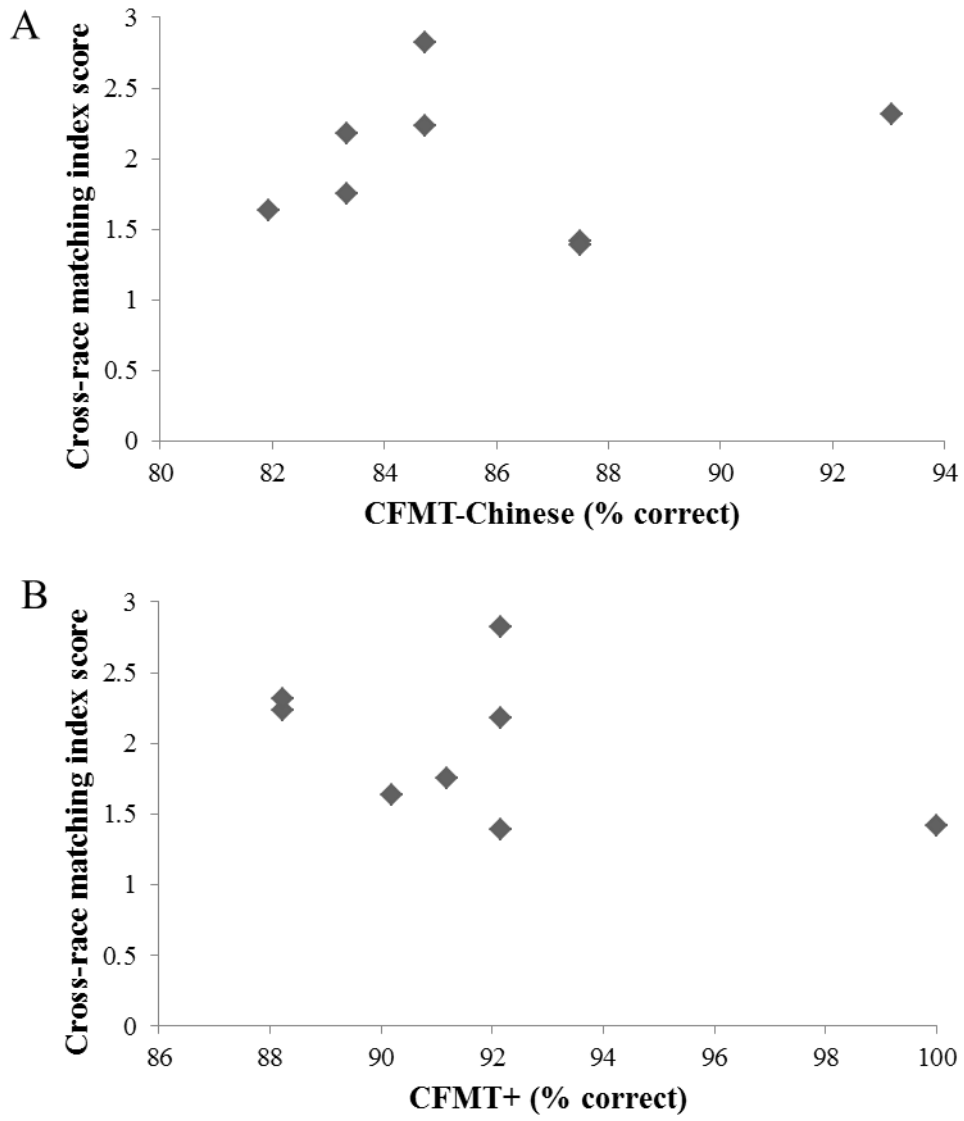 A
Cross-race matching index score
3
2.5
2
1.5
1
0.5
0
80 82 84 86 88 90 92 94
CFMT-Chinese (% correct)
B
Cross-race matching index score
3
2.5
2
1.5
1
0.5
0
86 88 90 92 94 96 98 100
CFMT+ (% correct)